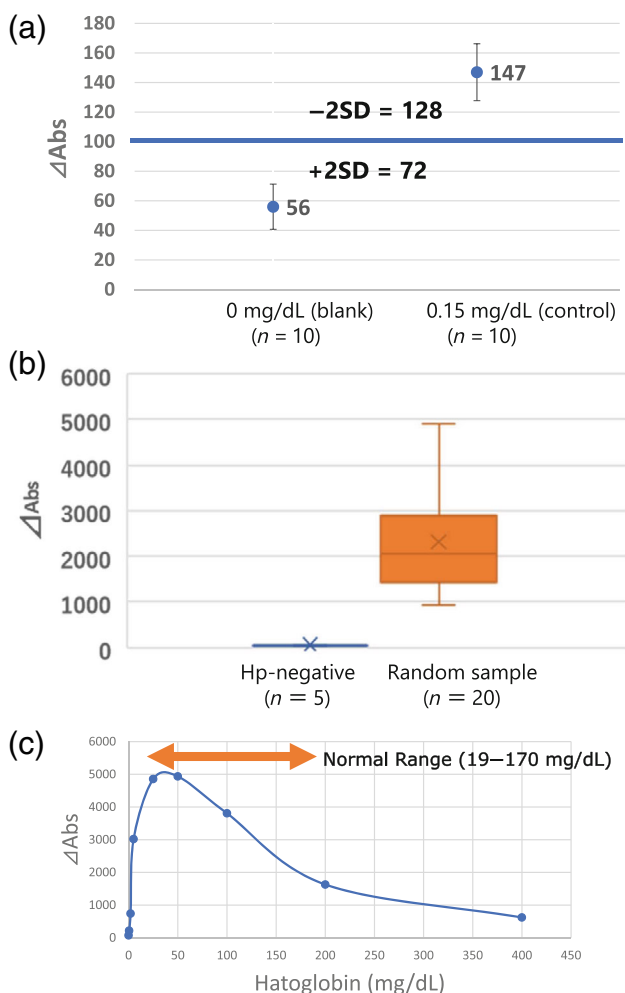 (a)
180
160
140
120
100
80
60
40
20
0
⊿Abs
147
−2SD = 128
+2SD = 72
56
0 mg/dL (blank) 0.15 mg/dL (control)
(n = 10) (n = 10)
(b)
6000
5000
4000
3000
2000
1000
0
⊿Abs
Hp-negative Random sample
(n = 5) (n = 20)
(c)
6000
5000
4000
3000
2000
1000
0
⊿Abs
Normal Range (19−170 mg/dL)
0 50 100 150 200 250 300 350 400 450
Hatoglobin (mg/dL)